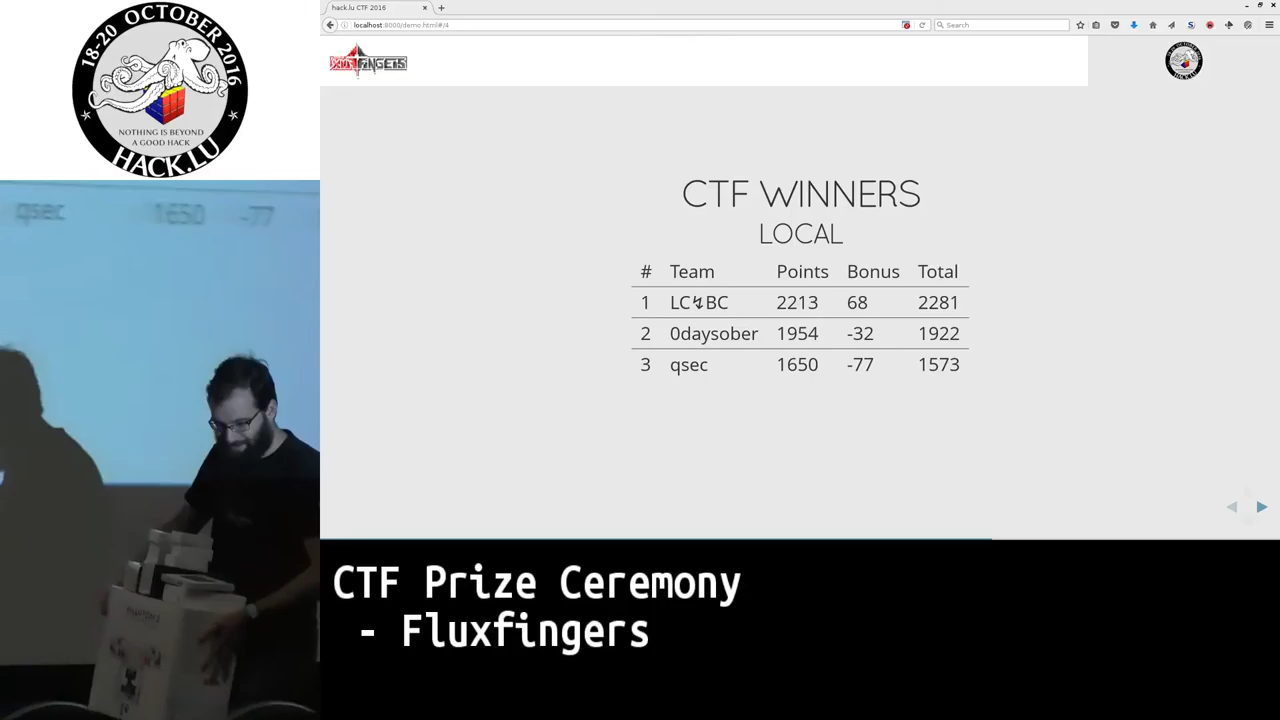 18-20 OCTOBER 2016
NOTHING IS BEYOND
A GOOD HACK
HACK.LU
qsec 1650 -77
hack.lu CTF 2016
localhost:8000/demo.html#/4
Search
CTF WINNERS
LOCAL
# Team Points Bonus Total
1 LC↯BC 2213 68 2281
2 0daysober 1954 -32 1922
3 qsec 1650 -77 1573
CTF Prize Ceremony
- Fluxfingers